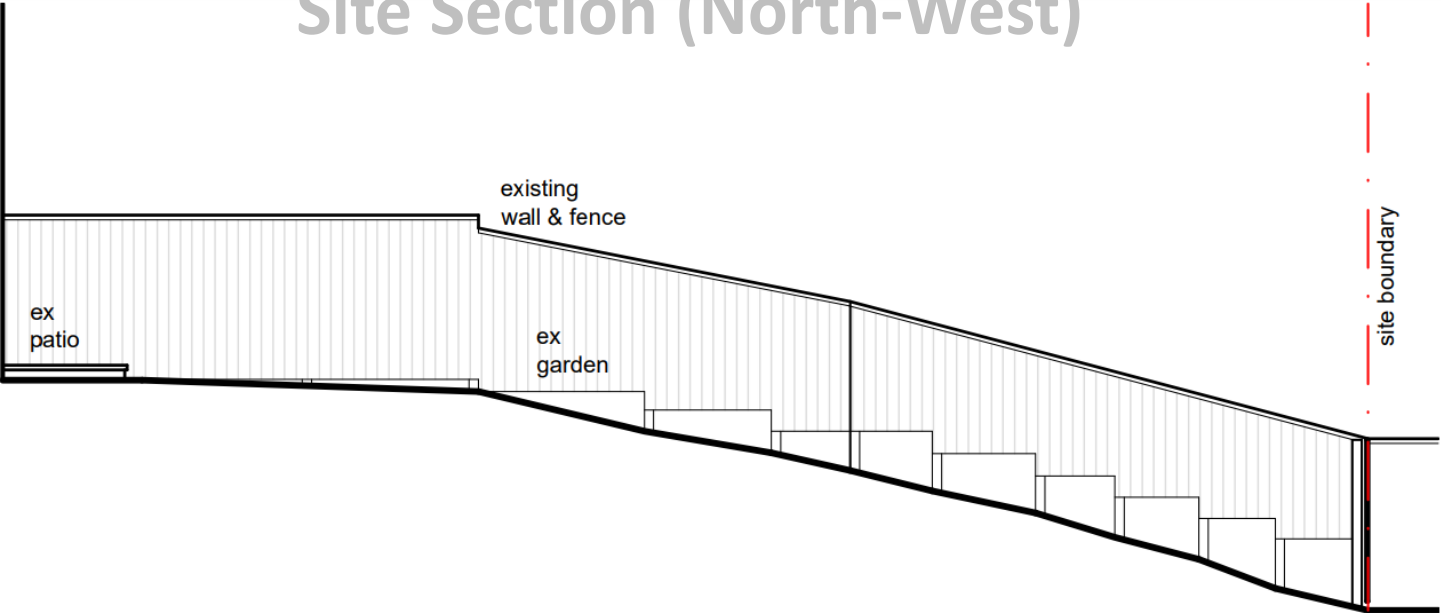 Site Section (North-West)
existing
wall & fence
ex
patio
ex
garden
site boundary